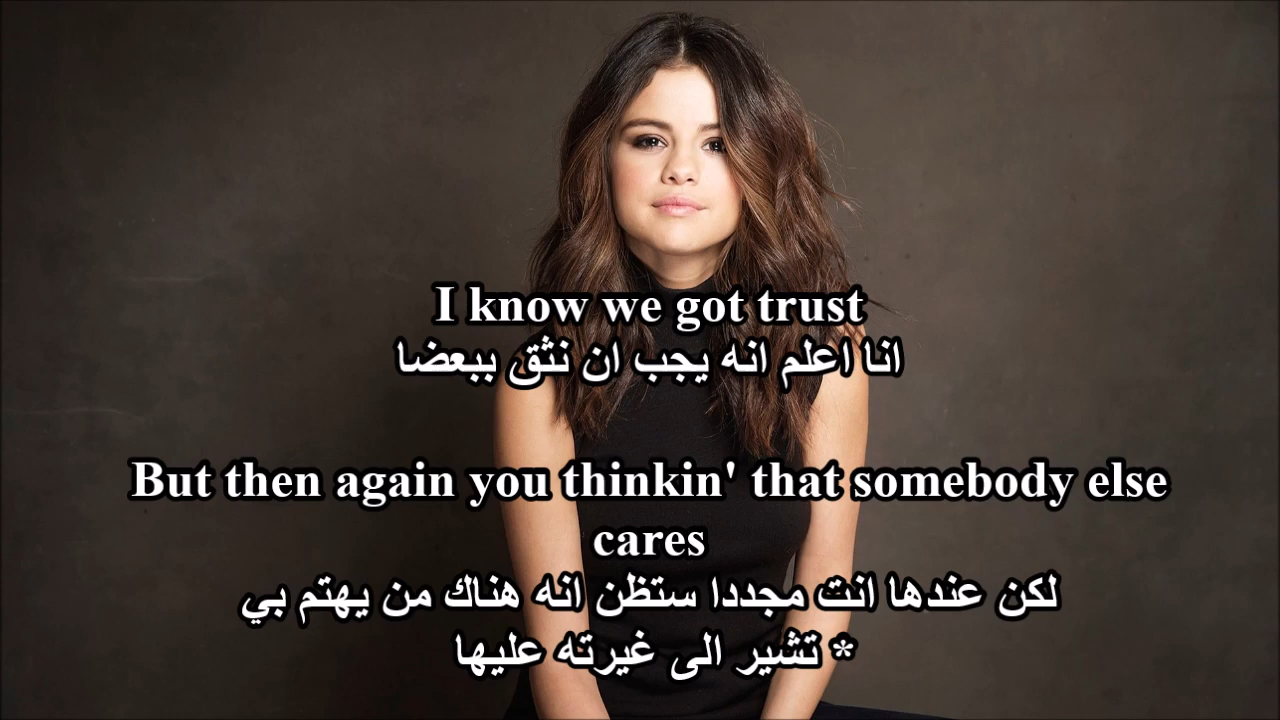 I know we got trust
انا اعلم انه يجب ان نثق ببعضا
But then again you thinkin' that somebody else
cares
لكن عندها انت مجددا ستظن انه هناك من يهتم بي
* تشير الى غيرته عليها